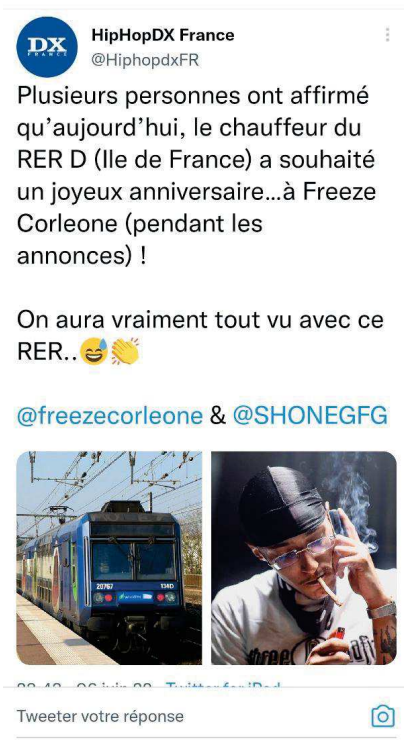 DX
FRANCE
HipHopDX France
@HiphopdxFR
Plusieurs personnes ont affirmé
qu'aujourd'hui, le chauffeur du
RER D (Ile de France) a souhaité
un joyeux anniversaire...à Freeze
Corleone (pendant les
annonces) !
On aura vraiment tout vu avec ce
RER..😅👏
@freezecorleone & @SHONEGFG
20767
134D
Tweeter votre réponse